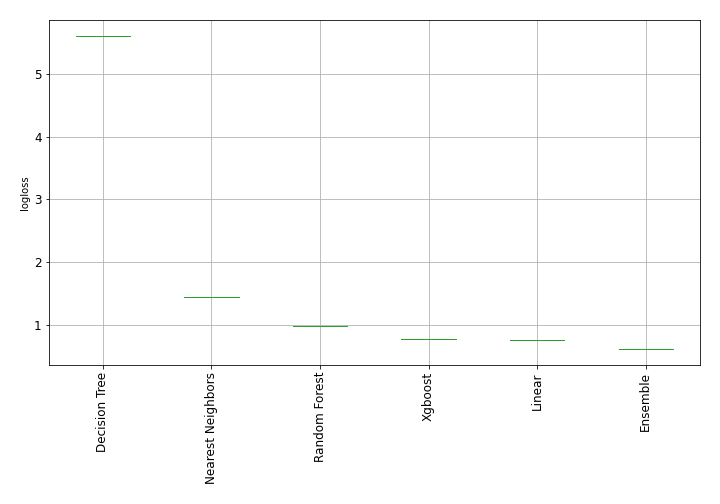 logloss
5
4
3
2
1
Decision Tree
Nearest Neighbors
Random Forest
Xgboost
Linear
Ensemble